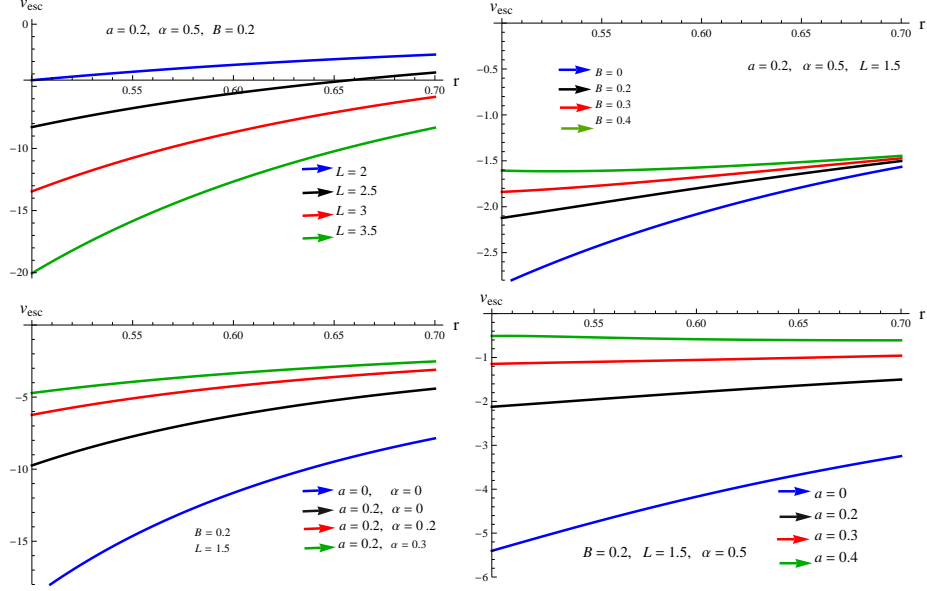 v_esc
0
a = 0.2, α = 0.5, B = 0.2
r
0.55 0.60 0.65 0.70
−10
−15
−20
L = 2
L = 2.5
L = 3
L = 3.5
v_esc
r
0.55 0.60 0.65 0.70
−0.5
−1.0
−1.5
−2.0
−2.5
a = 0.2, α = 0.5, L = 1.5
B = 0
B = 0.2
B = 0.3
B = 0.4
v_esc
r
0.55 0.60 0.65 0.70
−5
−10
−15
B = 0.2
L = 1.5
a = 0, α = 0
a = 0.2, α = 0
a = 0.2, α = 0.2
a = 0.2, α = 0.3
v_esc
r
0.55 0.60 0.65 0.70
−1
−2
−3
−4
−5
−6
B = 0.2, L = 1.5, α = 0.5
a = 0
a = 0.2
a = 0.3
a = 0.4